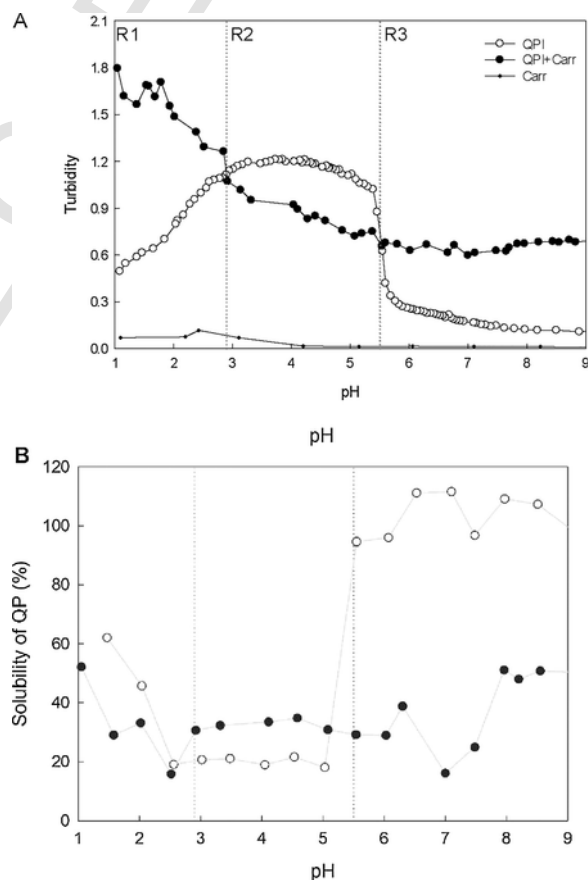 A
R1
R2
R3
QPI
QPI+Carr
Carr
2.1
1.8
1.5
1.2
0.9
0.6
0.3
0.0
Turbidity
1 2 3 4 5 6 7 8 9
pH
pH
B
120
100
80
60
40
20
0
Solubility of QP (%)
1 2 3 4 5 6 7 8 9
pH